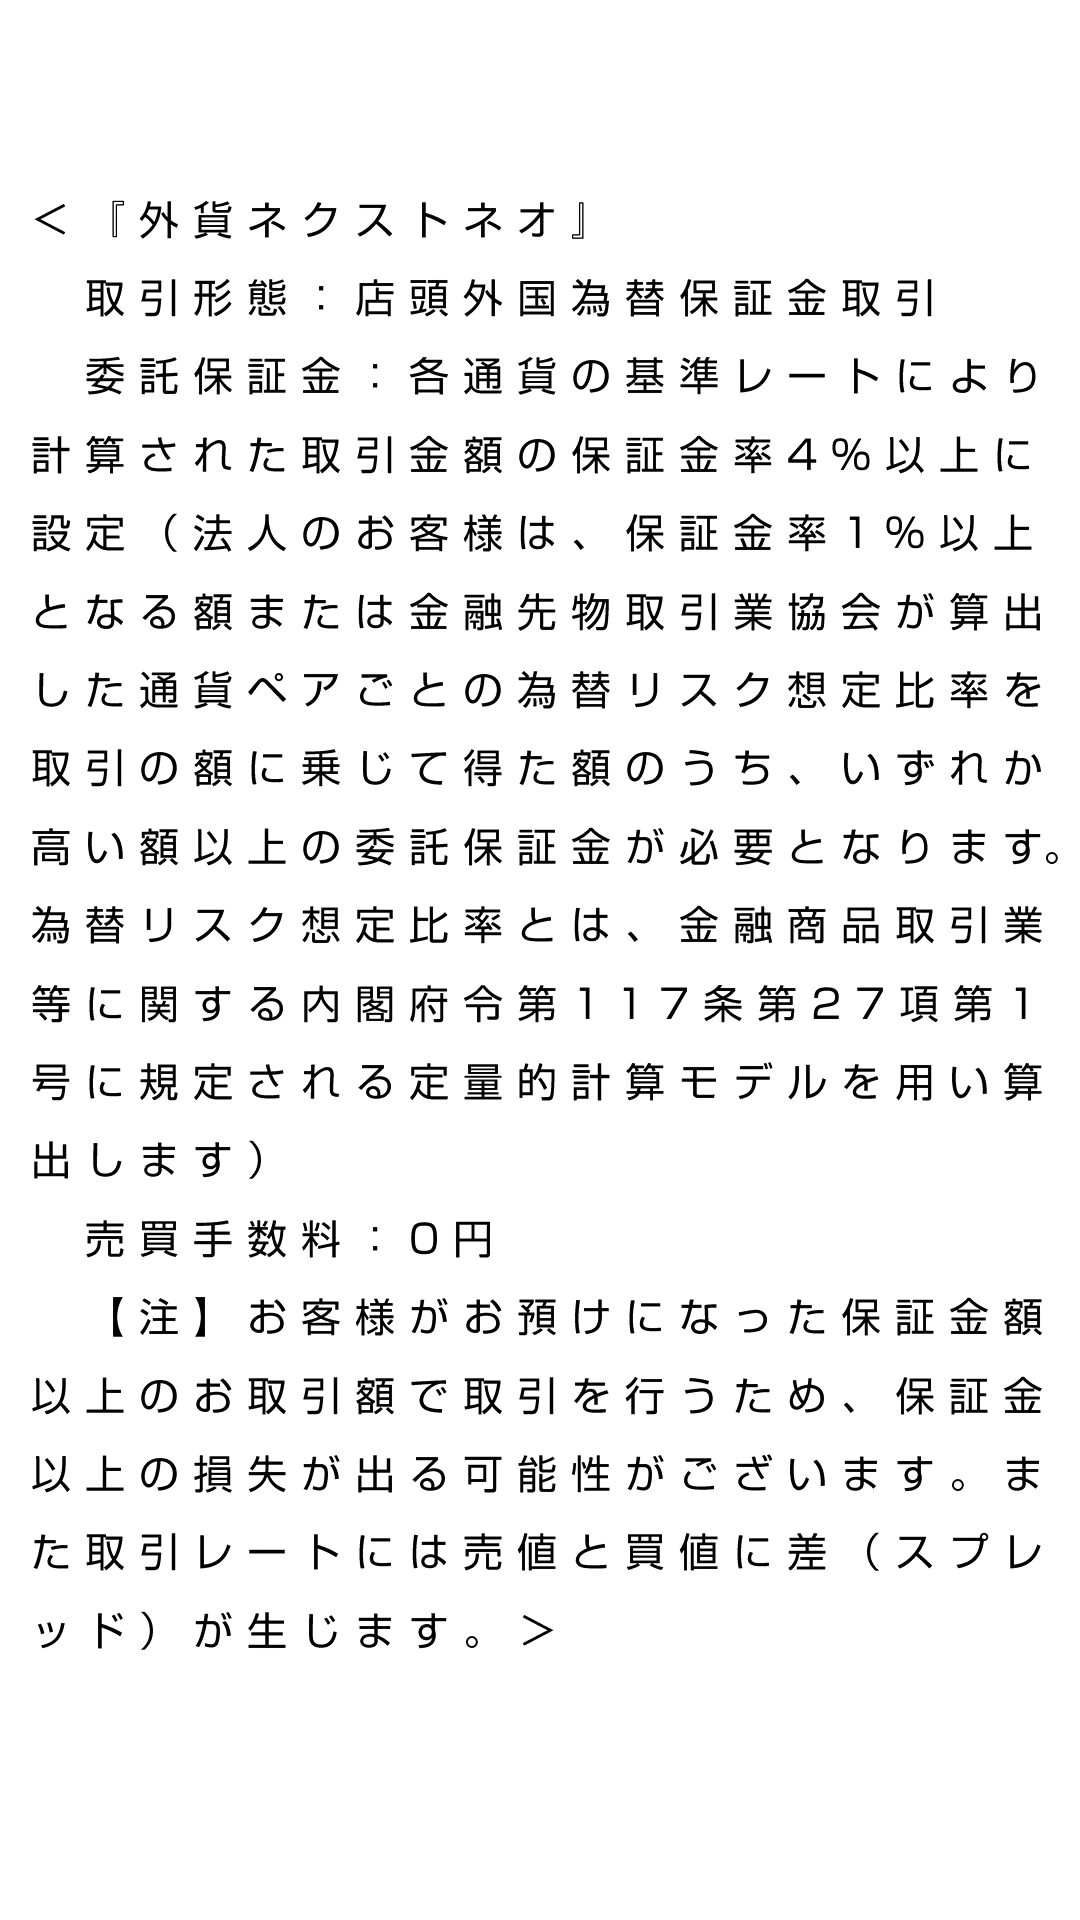 ＜『外貨ネクストネオ』
　取引形態：店頭外国為替保証金取引
　委託保証金：各通貨の基準レートにより
計算された取引金額の保証金率4%以上に
設定（法人のお客様は、保証金率1%以上
となる額または金融先物取引業協会が算出
した通貨ペアごとの為替リスク想定比率を
取引の額に乗じて得た額のうち、いずれか
高い額以上の委託保証金が必要となります。
為替リスク想定比率とは、金融商品取引業
等に関する内閣府令第117条第27項第1
号に規定される定量的計算モデルを用い算
出します）
　売買手数料：0円
　【注】お客様がお預けになった保証金額
以上のお取引額で取引を行うため、保証金
以上の損失が出る可能性がございます。ま
た取引レートには売値と買値に差（スプレ
ッド）が生じます。＞